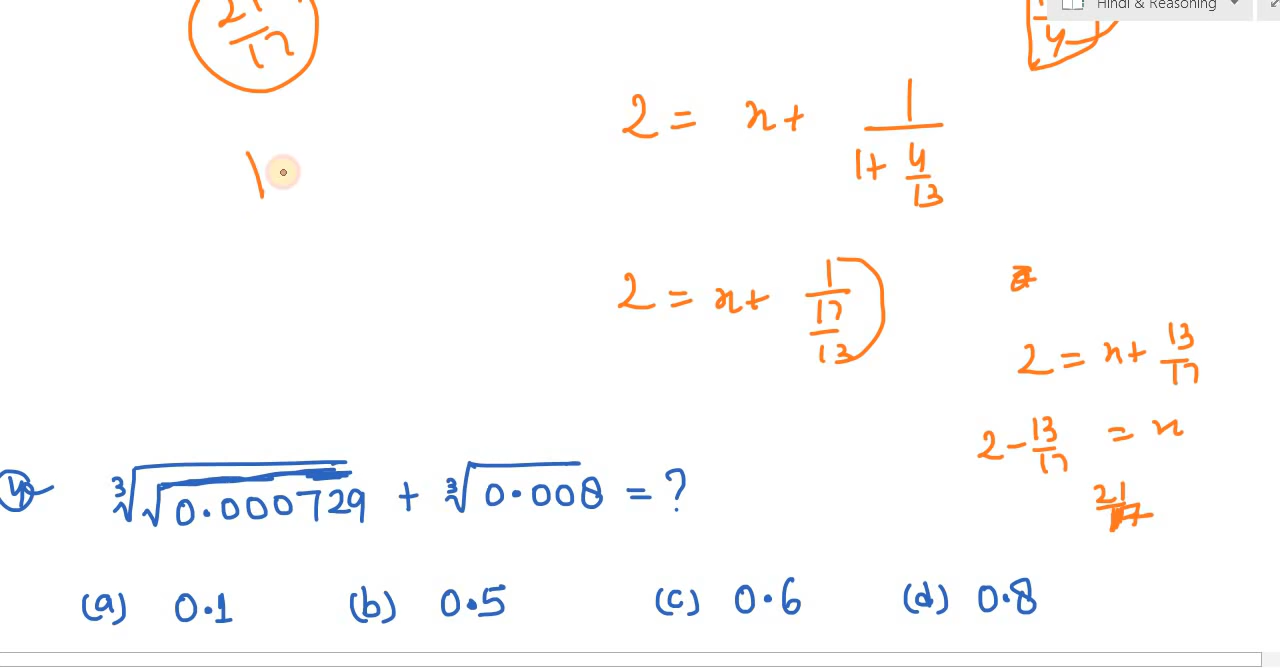 Hindi & Reasoning
21/17
2 = x + 1/(1 + 4/13)
2 = x + 1/(17/13)
2 = x + 13/17
2 - 13/17 = x
21/17
4 ∛√0.000729 + ∛0.008 = ?
(a) 0.1 (b) 0.5 (c) 0.6 (d) 0.8